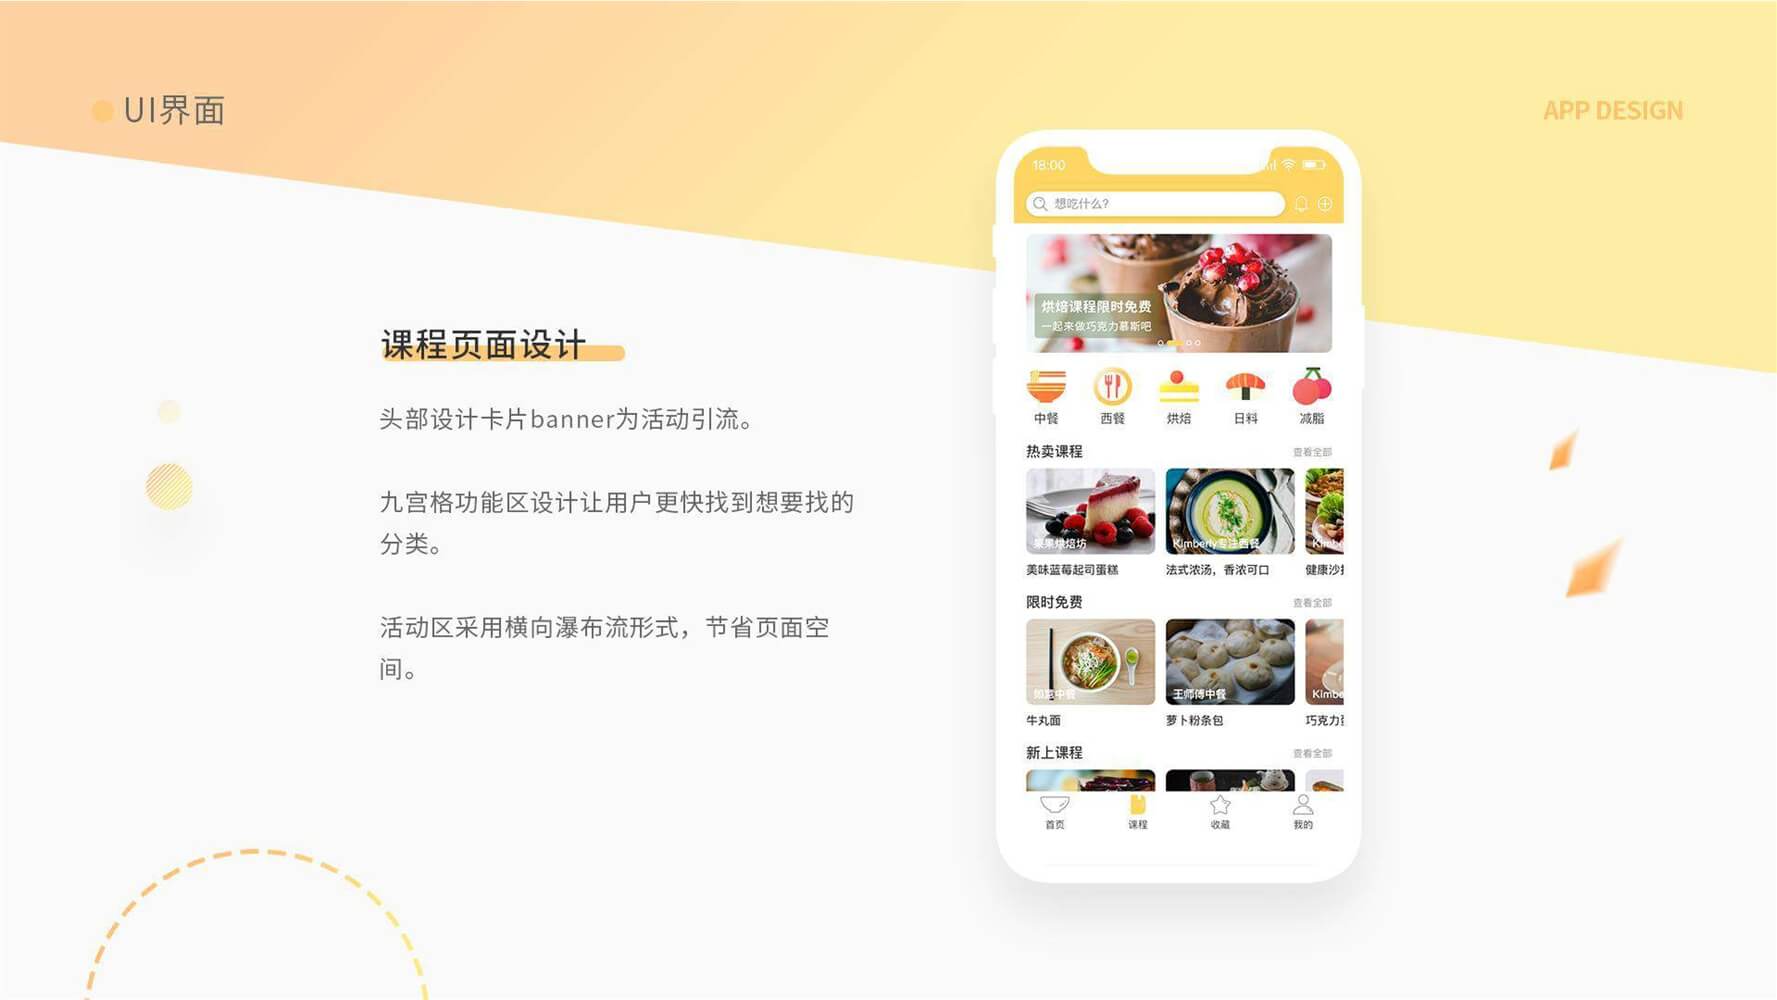 UI界面
APP DESIGN
课程页面设计
头部设计卡片banner为活动引流。
九宫格功能区设计让用户更快找到想要找的
分类。
活动区采用横向瀑布流形式，节省页面空
间。
18:00
想吃什么?
烘焙课程限时免费
一起来做巧克力慕斯吧
中餐 西餐 烘焙 日料 减脂
热卖课程 查看全部
果果烘焙坊 Kimberly专注西餐 Kimbe
美味蓝莓起司蛋糕 法式浓汤，香浓可口 健康沙拉
限时免费 查看全部
如意中餐 王师傅中餐 Kimbe
牛丸面 萝卜粉条包 巧克力
新上课程 查看全部
首页 课程 收藏 我的